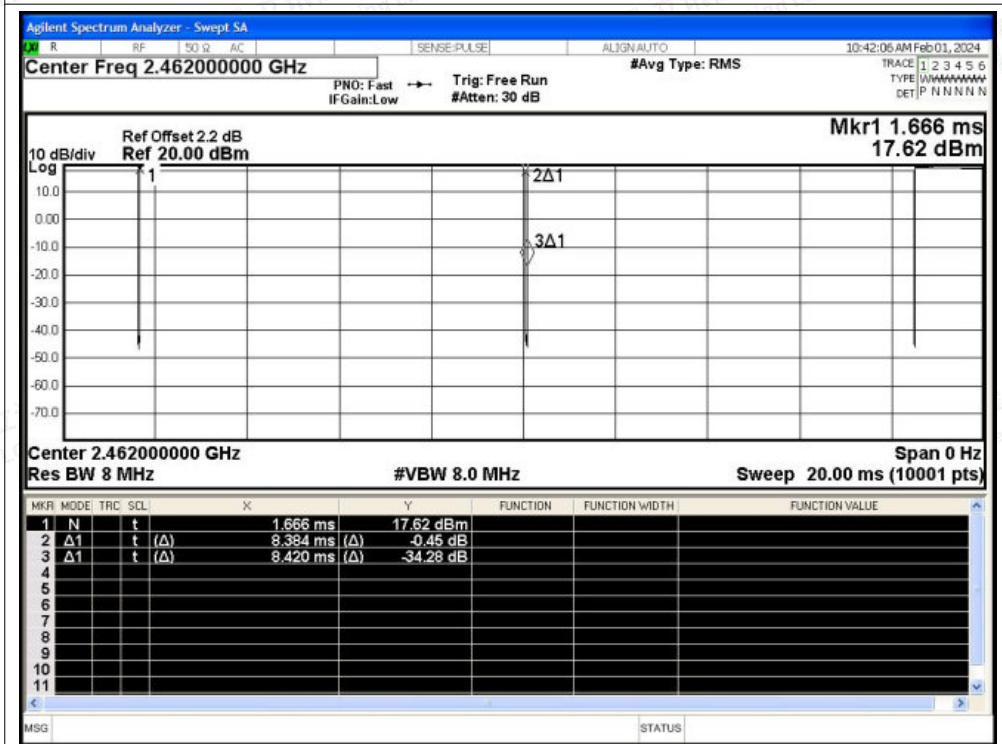 Agilent Spectrum Analyzer - Swept SA
LXI R RF 50 Ω AC SENSE:PULSE ALIGN AUTO 10:42:06 AM Feb 01, 2024
Center Freq 2.462000000 GHz #Avg Type: RMS TRACE 1 2 3 4 5 6
PNO: Fast Trig: Free Run TYPE WWWWWW
IFGain:Low #Atten: 30 dB DET P N N N N N
Mkr1 1.666 ms
Ref Offset 2.2 dB
10 dB/div Ref 20.00 dBm 17.62 dBm
Log
1 2Δ1
10.0
0.00
3Δ1
-10.0
-20.0
-30.0
-40.0
-50.0
-60.0
-70.0
Center 2.462000000 GHz Span 0 Hz
Res BW 8 MHz #VBW 8.0 MHz Sweep 20.00 ms (10001 pts)
MKR MODE TRC SCL X Y FUNCTION FUNCTION WIDTH FUNCTION VALUE
1 N t 1.666 ms 17.62 dBm
2 Δ1 t (Δ) 8.384 ms (Δ) -0.45 dB
3 Δ1 t (Δ) 8.420 ms (Δ) -34.28 dB
4
5
6
7
8
9
10
11
MSG STATUS